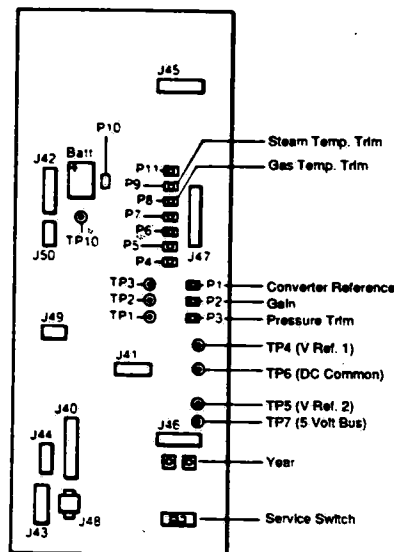 J45
P10
Steam Temp. Trim
Batt
J42
P11
P9
Gas Temp. Trim
P8
P7
TP10
P6
J50
P5
J47
P4
TP3
P1
Converter Reference
TP2
P2
Gain
TP1
P3
Pressure Trim
J49
TP4 (V Ref. 1)
J41
TP6 (DC Common)
J40
TP5 (V Ref. 2)
J46
TP7 (5 Volt Bus)
J44
Year
J43
J48
Service Switch